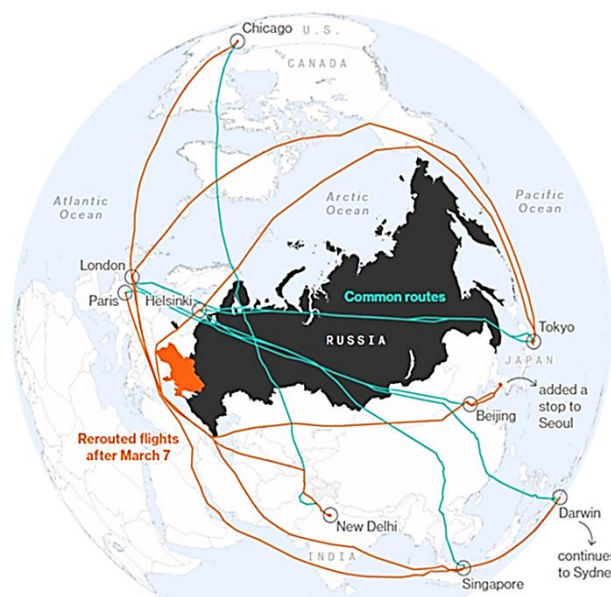 Chicago
U.S.
CANADA
Atlantic
Ocean
Arctic
Ocean
Pacific
Ocean
London
Paris
Helsinki
Common routes
RUSSIA
Tokyo
JAPAN
added a
stop to
Seoul
Beijing
Rerouted flights
after March 7
New Delhi
INDIA
Darwin
continues
to Sydne
Singapore